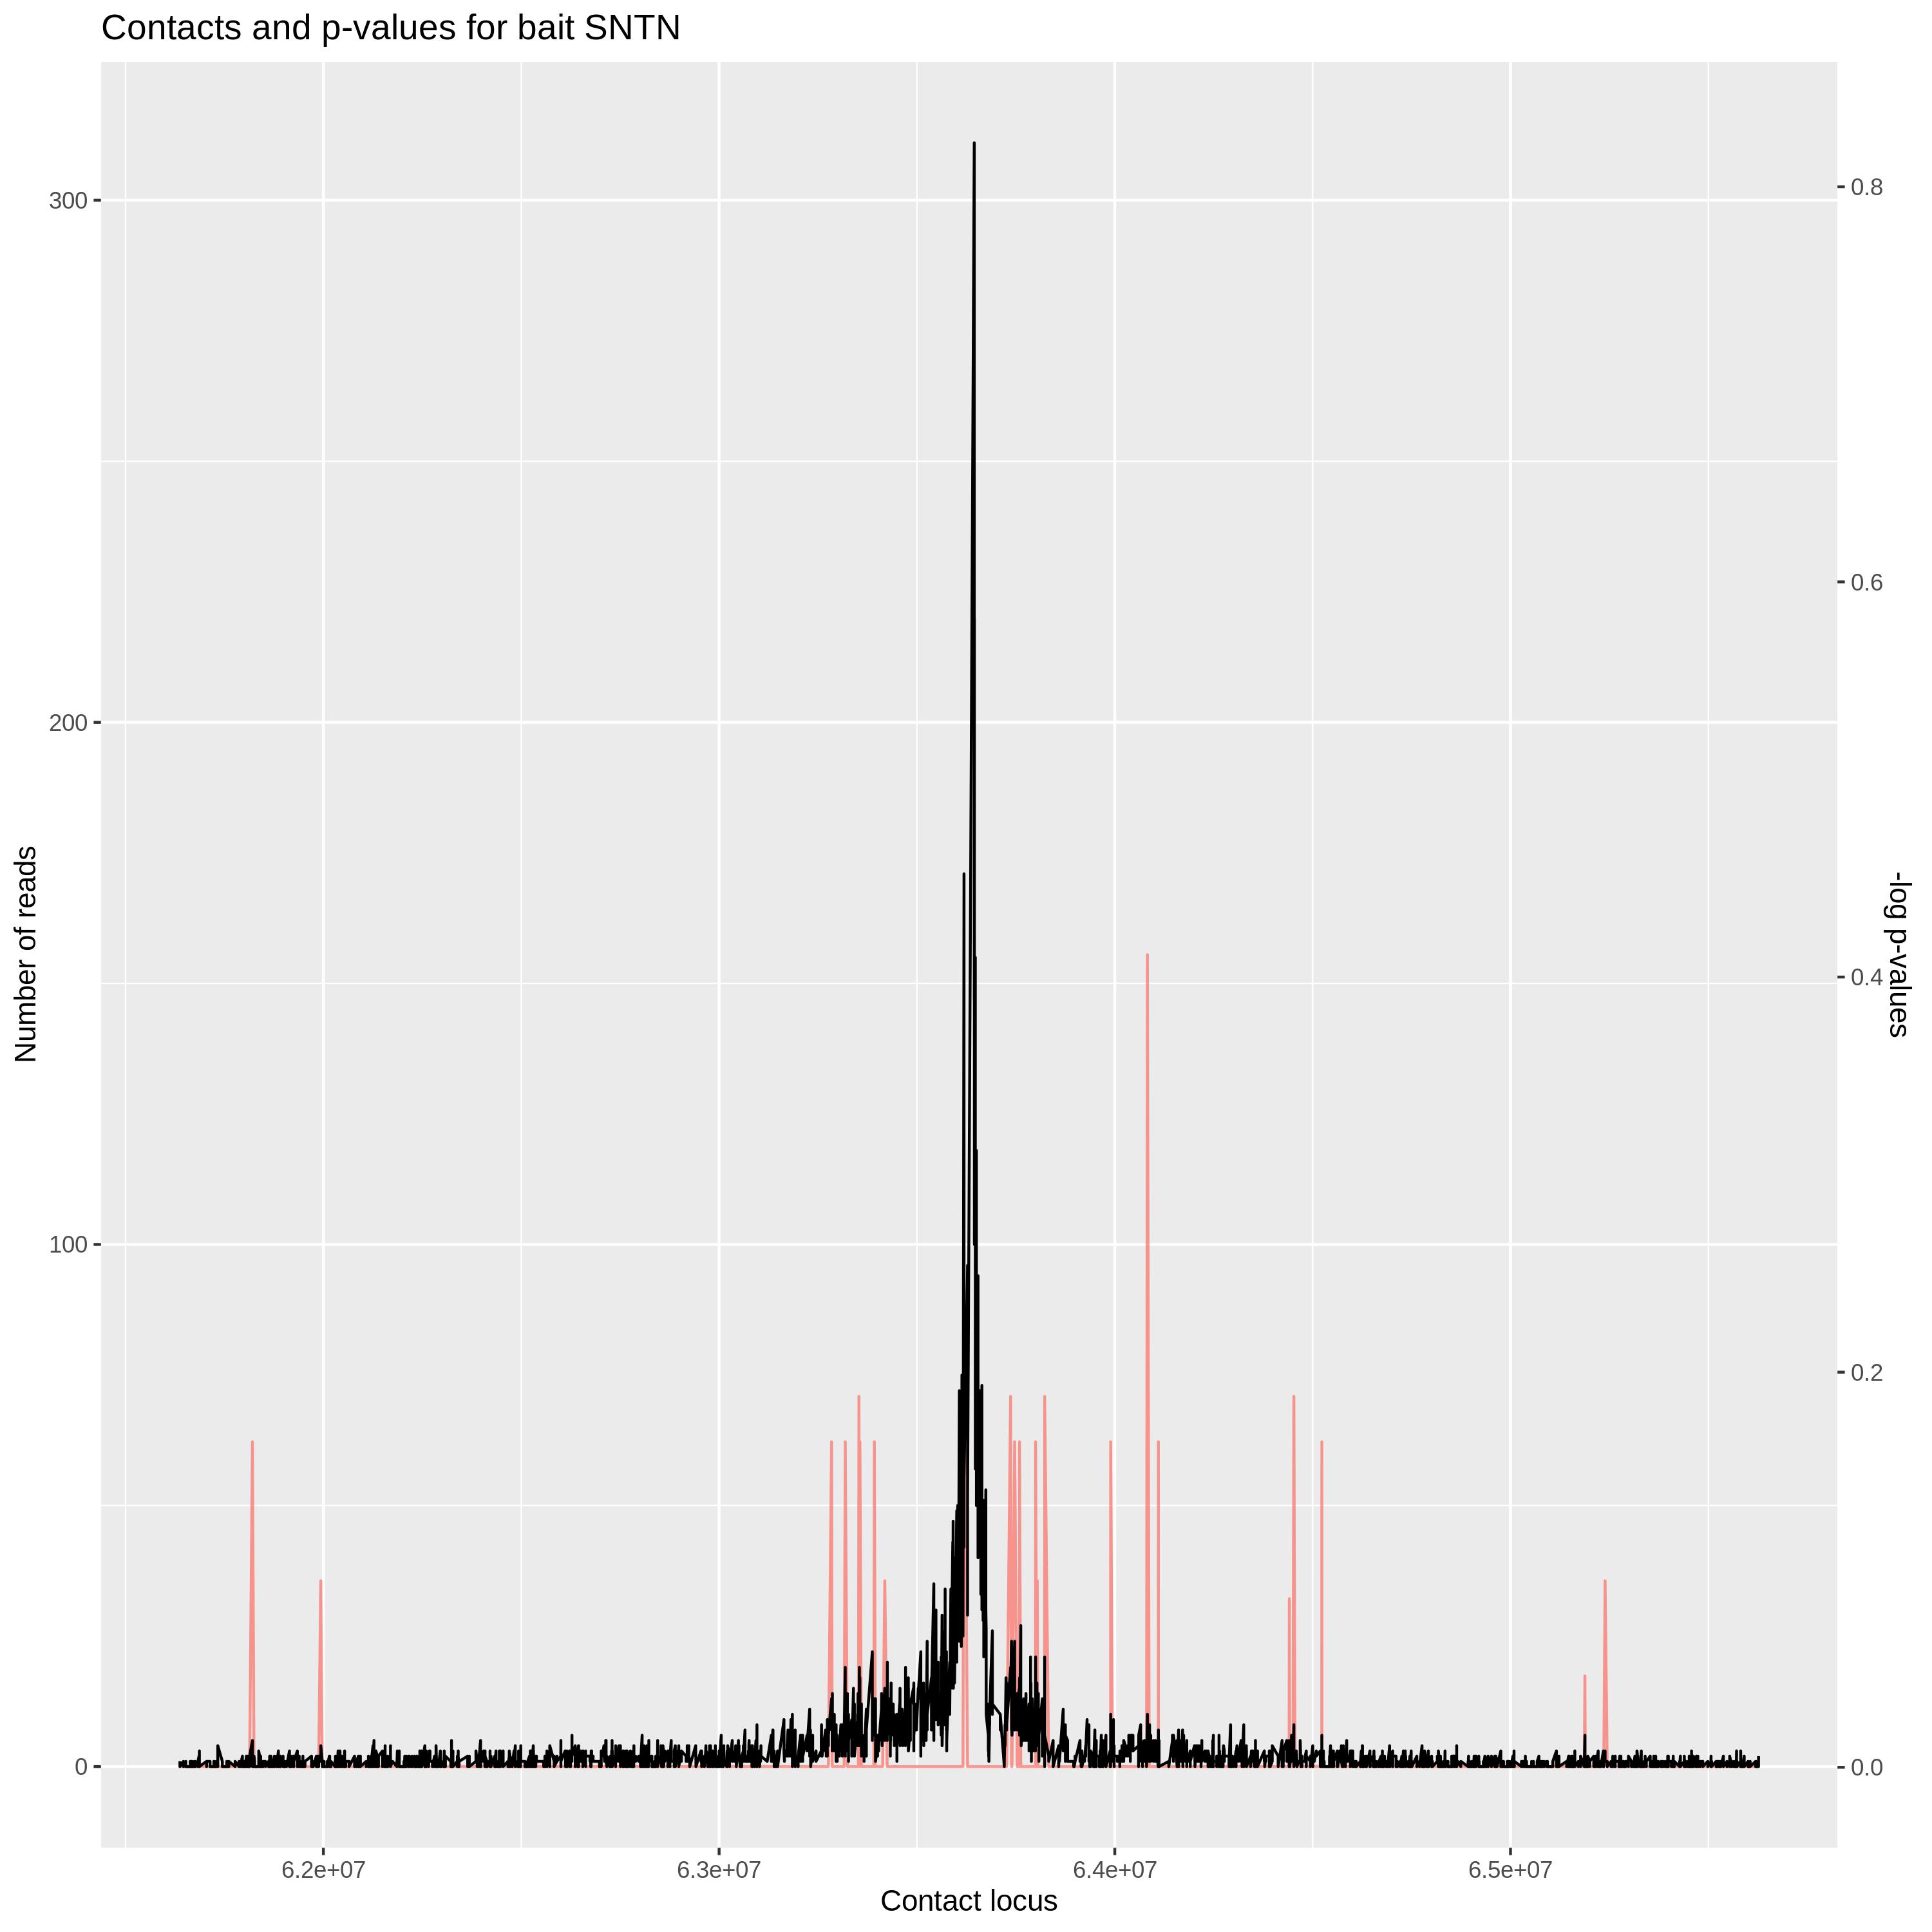 Contacts and p-values for bait SNTN
300
200
100
0
Number of reads
0.8
0.6
0.4
0.2
0.0
-log p-values
6.2e+07
6.3e+07
6.4e+07
6.5e+07
Contact locus